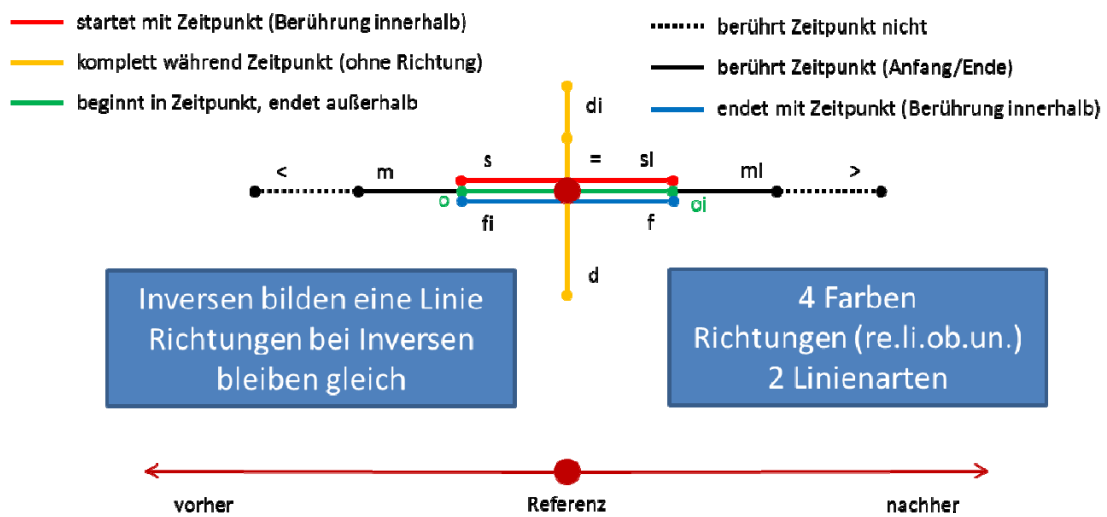 startet mit Zeitpunkt (Berührung innerhalb)
komplett während Zeitpunkt (ohne Richtung)
beginnt in Zeitpunkt, endet außerhalb
berührt Zeitpunkt nicht
berührt Zeitpunkt (Anfang/Ende)
endet mit Zeitpunkt (Berührung innerhalb)
di
s = si
< m mi >
o oi
fi f
d
Inversen bilden eine Linie
Richtungen bei Inversen
bleiben gleich
4 Farben
Richtungen (re.li.ob.un.)
2 Linienarten
vorher Referenz nachher